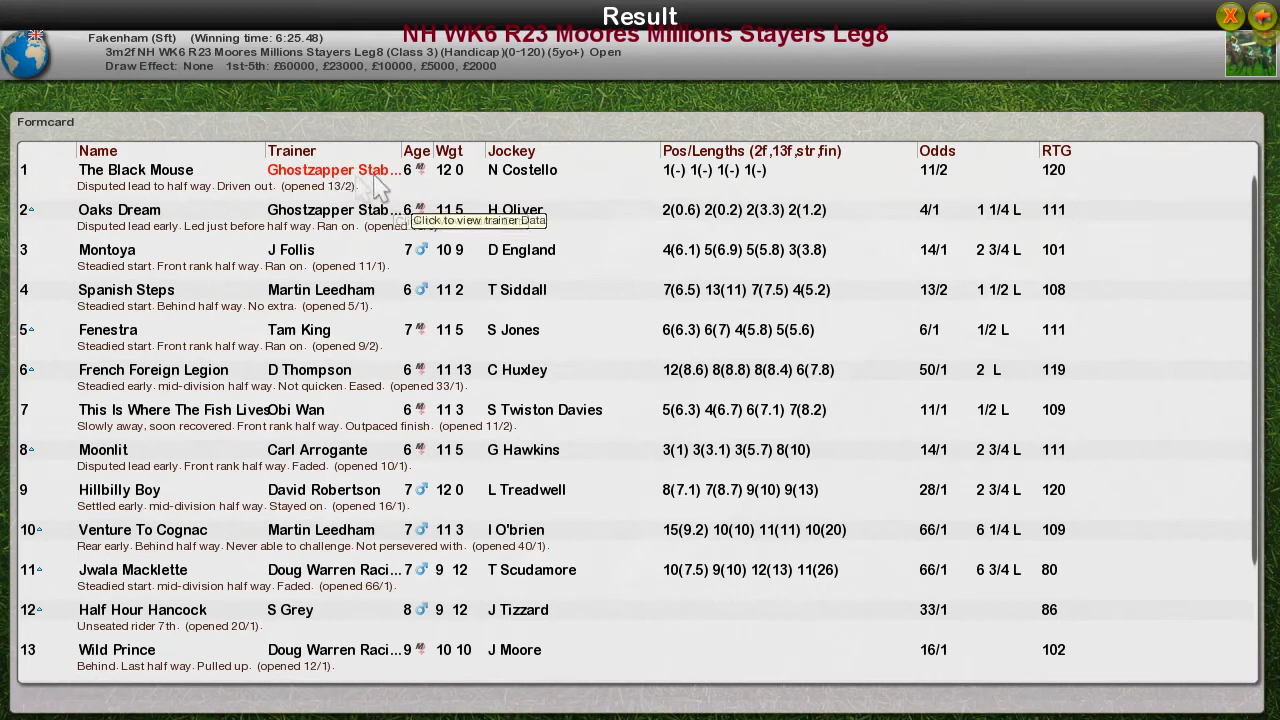 Result
NH WK6 R23 Moores Millions Stayers Leg8
Fakenham (Sft) (Winning time: 6:25.48)
3m2f NH WK6 R23 Moores Millions Stayers Leg8 (Class 3) (Handicap)(0-120) (5yo+) Open
Draw Effect: None 1st-5th: £60000, £23000, £10000, £5000, £2000
Formcard
Name Trainer Age Wgt Jockey Pos/Lengths (2f,13f,str,fin) Odds RTG
1 The Black Mouse Ghostzapper Stab... 6 12 0 N Costello 1(-) 1(-) 1(-) 1(-) 11/2 120
Disputed lead to half way. Driven out. (opened 13/2).
2 Oaks Dream Ghostzapper Stab... 6 11 5 H Oliver 2(0.6) 2(0.2) 2(3.3) 2(1.2) 4/1 1 1/4 L 111
Click to view trainer Data
Disputed lead early. Led just before half way. Ran on. (opened
3 Montoya J Follis 6 10 9 D England 4(6.1) 5(6.9) 5(5.8) 3(3.8) 14/1 2 3/4 L 101
Steadied start. Front rank half way. Ran on. (opened 11/1).
4 Spanish Steps Martin Leedham 6 11 2 T Siddall 7(6.5) 13(11) 7(7.5) 4(5.2) 13/2 1 1/2 L 108
Steadied start. Behind half way. No extra. (opened 5/1).
5 Fenestra Tam King 7 11 5 S Jones 6(6.3) 6(7) 4(5.8) 5(5.6) 6/1 1/2 L 111
Steadied start. Front rank half way. Ran on. (opened 9/2).
6 French Foreign Legion D Thompson 6 11 13 C Huxley 12(8.6) 8(8.8) 8(8.4) 6(7.8) 50/1 2 L 119
Steadied early. mid-division half way. Not quicken. Eased. (opened 33/1).
7 This Is Where The Fish Lives Obi Wan 6 11 3 S Twiston Davies 5(6.3) 4(6.7) 6(7.1) 7(8.2) 11/1 1/2 L 109
Slowly away, soon recovered. Front rank half way. Outpaced finish. (opened 11/2).
8 Moonlit Carl Arrogante 6 11 5 G Hawkins 3(1) 3(3.1) 3(5.7) 8(10) 14/1 2 3/4 L 111
Disputed lead early. Front rank half way. Faded. (opened 10/1).
9 Hillbilly Boy David Robertson 7 12 0 L Treadwell 8(7.1) 7(8.7) 9(10) 9(13) 28/1 2 3/4 L 120
Settled early. mid-division half way. Stayed on. (opened 16/1).
10 Venture To Cognac Martin Leedham 7 11 3 I O'brien 15(9.2) 10(10) 11(11) 10(20) 66/1 6 1/4 L 109
Rear early. Behind half way. Never able to challenge. Not persevered with. (opened 40/1).
11 Jwala Macklette Doug Warren Raci... 7 9 12 T Scudamore 10(7.5) 9(10) 12(13) 11(26) 66/1 6 3/4 L 80
Steadied start. mid-division half way. Faded. (opened 66/1).
12 Half Hour Hancock S Grey 8 9 12 J Tizzard 33/1 86
Unseated rider 7th. (opened 20/1).
13 Wild Prince Doug Warren Raci... 9 10 10 J Moore 16/1 102
Behind. Last half way. Pulled up. (opened 12/1).